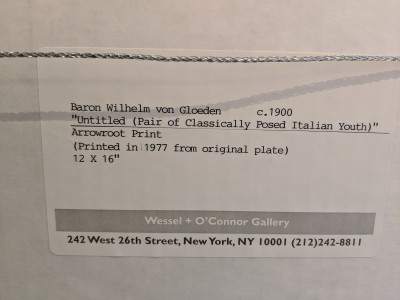 Baron Wilhelm von Gloeden c.1900
"Untitled (Pair of Classically Posed Italian Youth)"
Arrowroot Print
(Printed in 1977 from original plate)
12 X 16"
Wessel + O'Connor Gallery
242 West 26th Street, New York, NY 10001 (212)242-8811